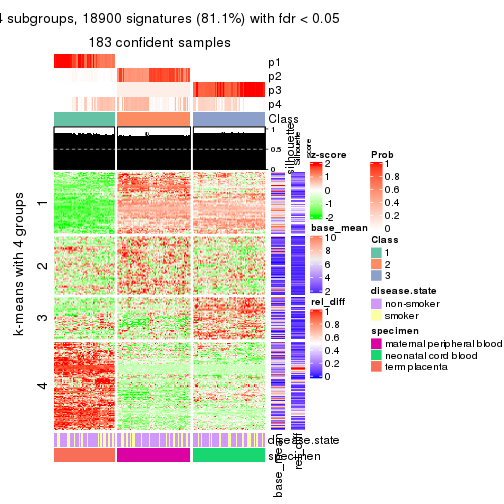 4 subgroups, 18900 signatures (81.1%) with fdr < 0.05
183 confident samples
p1
p2
p3
p4
Class
1
0.5
0
silhouette
Silhouette
score
k-means with 4 groups
1
2
3
4
disease.state
specimen
base_mean
rel_diff
z-score
2
1
0
-1
-2
base_mean
10
8
6
4
2
rel_diff
1
0.8
0.6
0.4
0.2
0
Prob
1
0.8
0.6
0.4
0.2
0
Class
1
2
3
disease.state
non-smoker
smoker
specimen
maternal peripheral blood
neonatal cord blood
term placenta